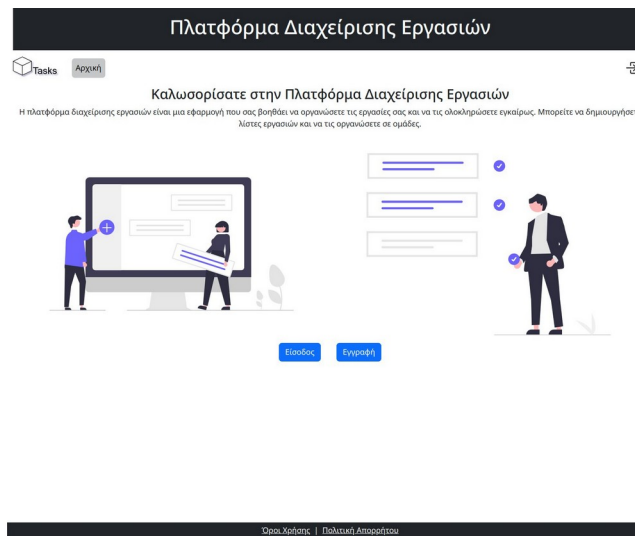 Πλατφόρμα Διαχείρισης Εργασιών
Tasks
Αρχική
Καλωσορίσατε στην Πλατφόρμα Διαχείρισης Εργασιών
Η πλατφόρμα διαχείρισης εργασιών είναι μια εφαρμογή που σας βοηθάει να οργανώσετε τις εργασίες σας και να τις ολοκληρώσετε εγκαίρως. Μπορείτε να δημιουργήσετ
λίστες εργασιών και να τις οργανώσετε σε ομάδες.
Είσοδος Εγγραφή
Όροι Χρήσης | Πολιτική Απορρήτου